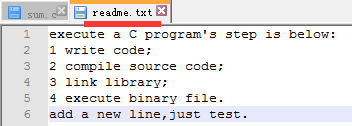 sum.c readme.txt
1 execute a C program's step is below:
2 1 write code;
3 2 compile source code;
4 3 link library;
5 4 execute binary file.
6 add a new line,just test.